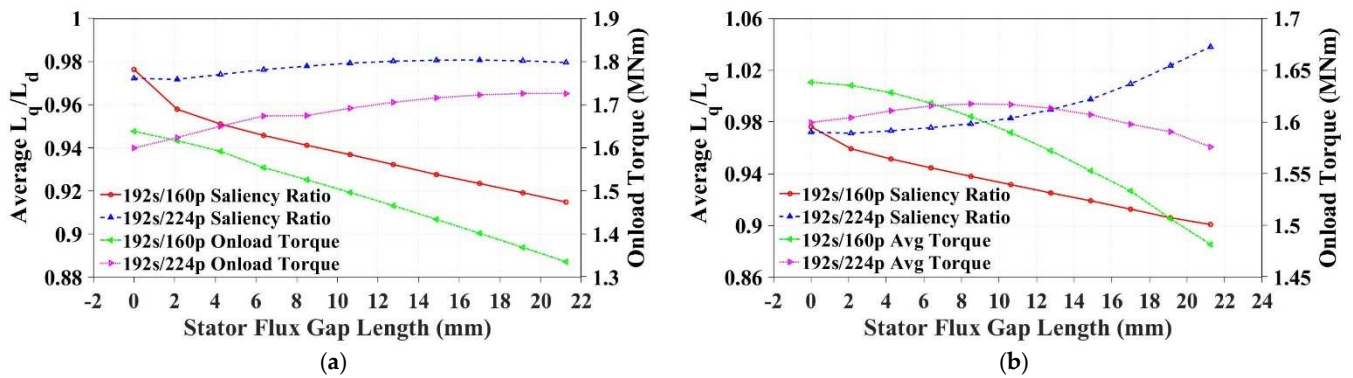 1
0.98
0.96
0.94
0.92
0.9
0.88
Average Lq/Ld
1.9
1.8
1.7
1.6
1.5
1.4
1.3
Onload Torque (MNm)
192s/160p Saliency Ratio
192s/224p Saliency Ratio
192s/160p Onload Torque
192s/224p Onload Torque
-2 0 2 4 6 8 10 12 14 16 18 20 22
Stator Flux Gap Length (mm)
(a)
1.06
1.02
0.98
0.94
0.9
0.86
Average Lq/Ld
1.7
1.65
1.6
1.55
1.5
1.45
Onload Torque (MNm)
192s/160p Saliency Ratio
192s/224p Saliency Ratio
192s/160p Avg Torque
192s/224p Avg Torque
-2 0 2 4 6 8 10 12 14 16 18 20 22 24
Stator Flux Gap Length (mm)
(b)